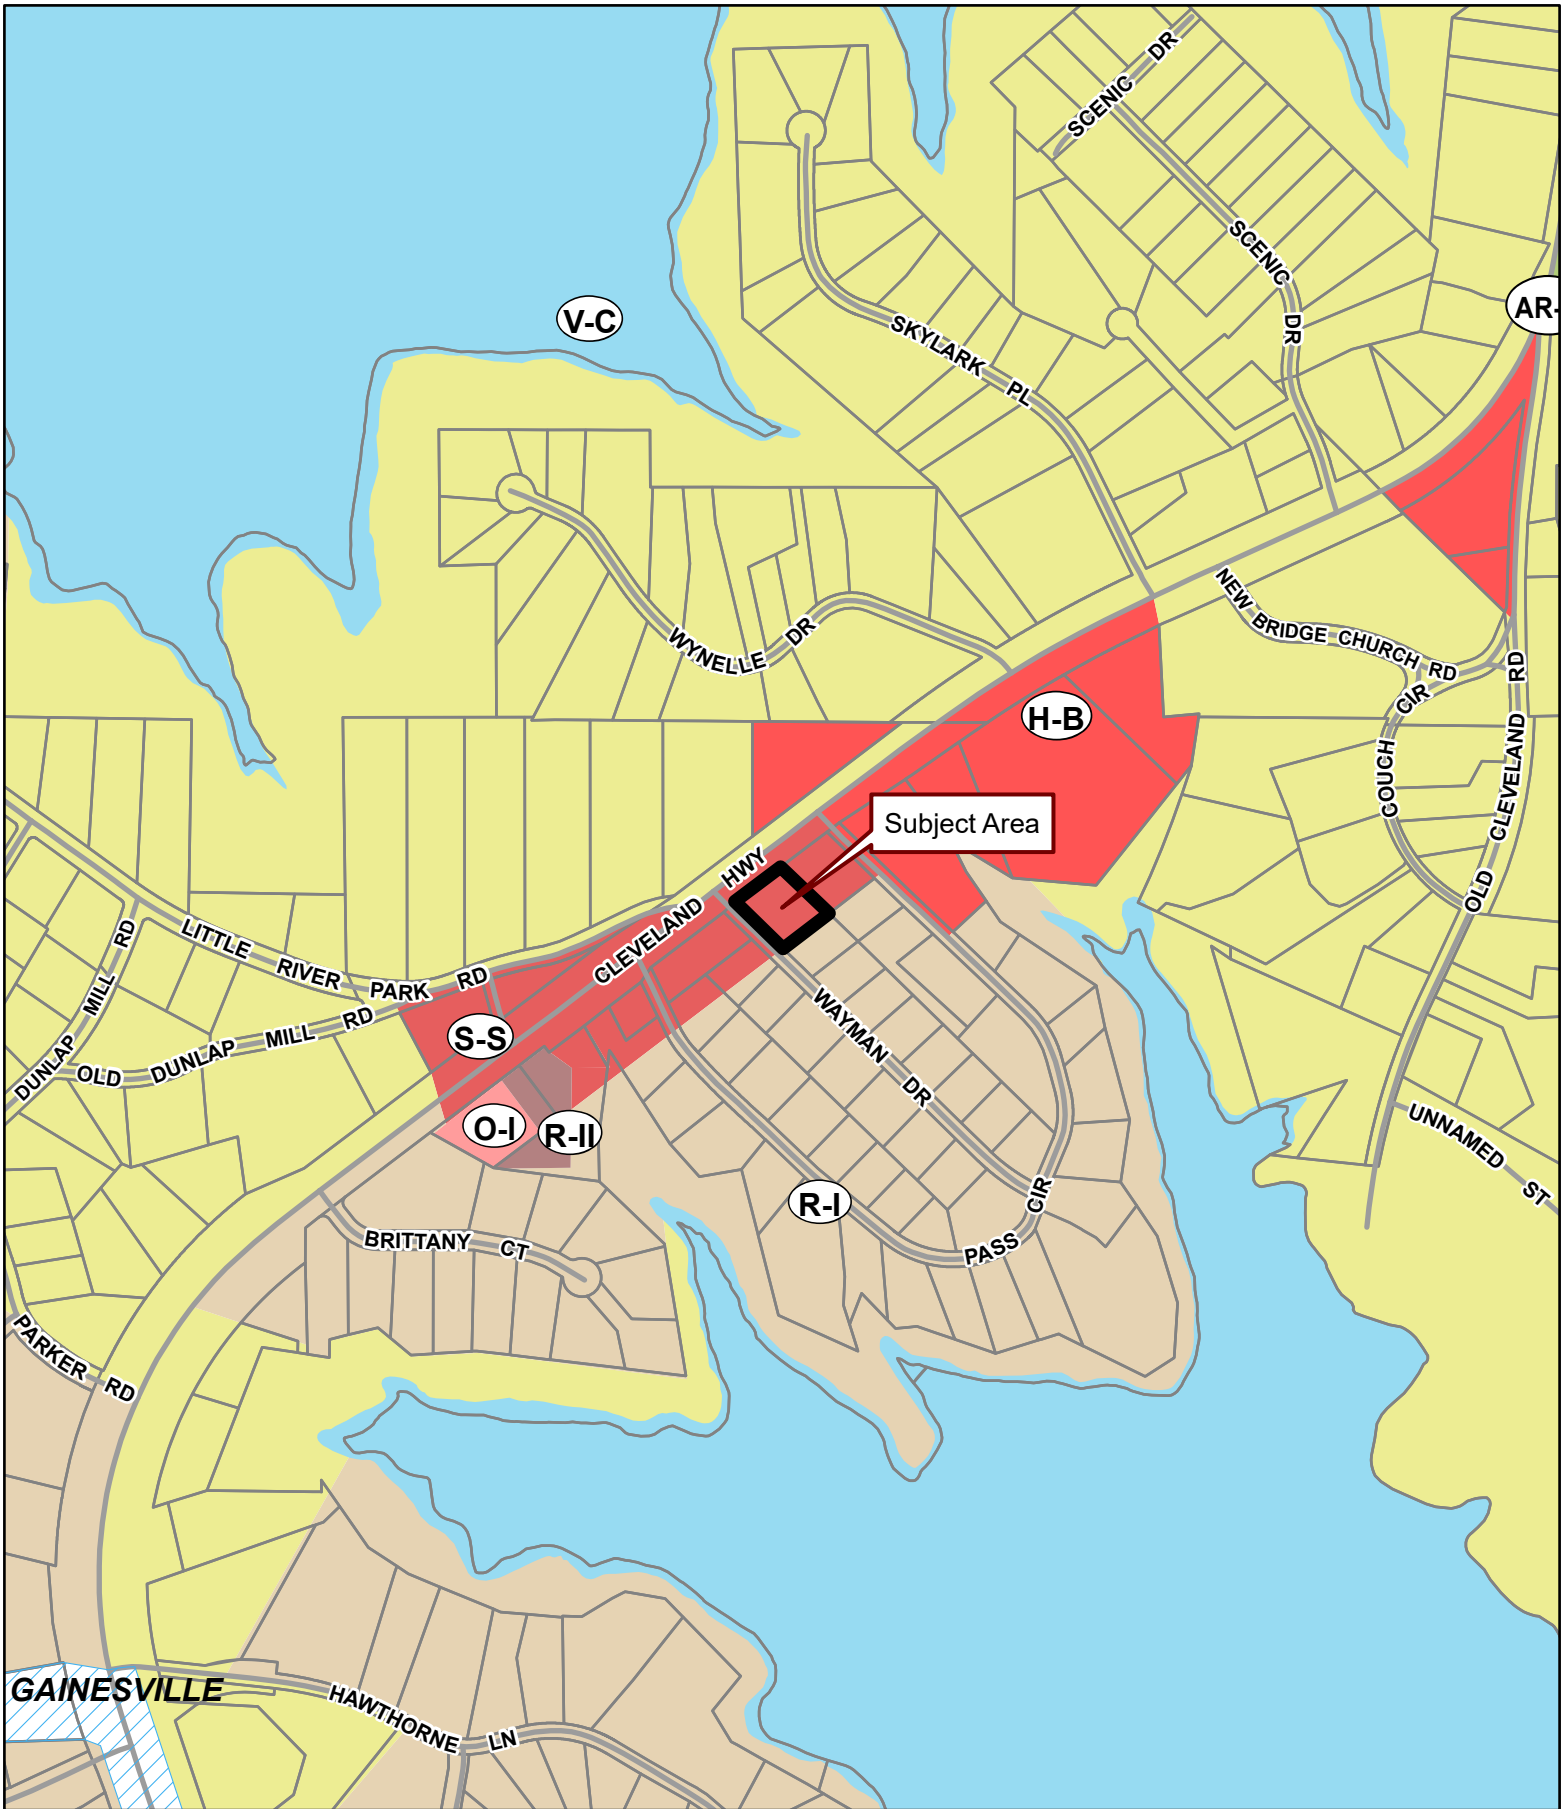 SCENIC DR
SCENIC DR
V-C
AR-
SKYLARK PL
NEW BRIDGE CHURCH RD
WYNELLE DR
RD
CIR
H-B
COUCH
OLD CLEVELAND
Subject Area
HWY
CLEVELAND
LITTLE RIVER PARK RD
DUNLAP MILL RD
OLD DUNLAP MILL RD
S-S
WAYMAN DR
O-I
R-II
UNNAMED ST
R-I
PASS CIR
BRITTANY CT
PARKER RD
GAINESVILLE
HAWTHORNE LN